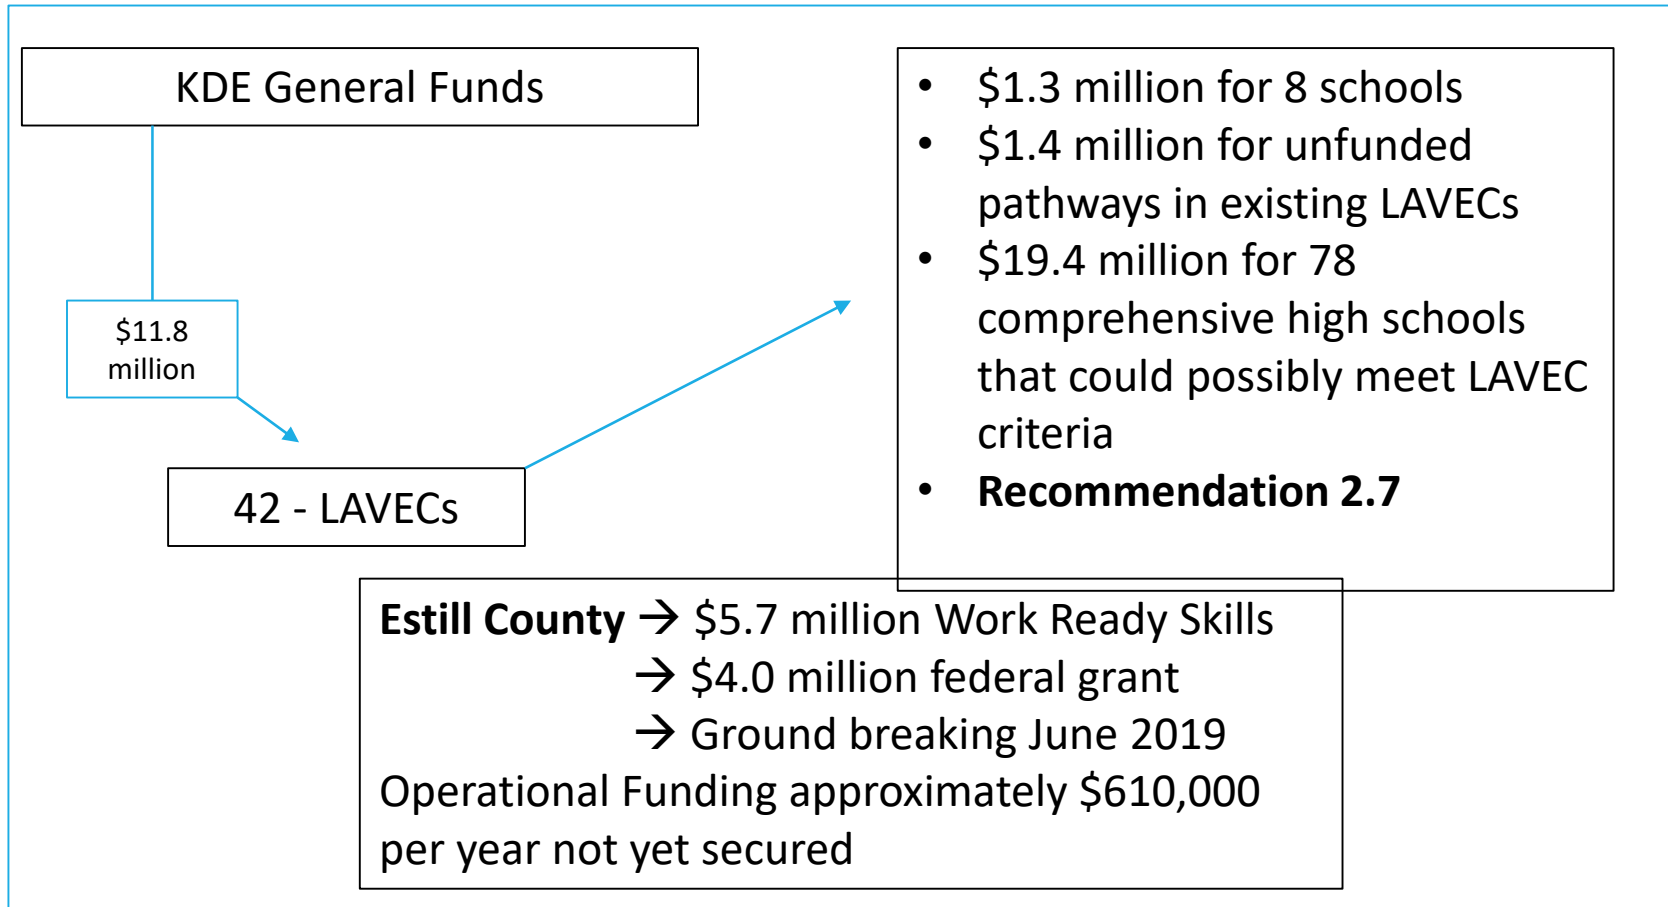 KDE General Funds
$11.8
million
42 - LAVECs
• $1.3 million for 8 schools
• $1.4 million for unfunded
pathways in existing LAVECs
• $19.4 million for 78
comprehensive high schools
that could possibly meet LAVEC
criteria
• Recommendation 2.7
Estill County → $5.7 million Work Ready Skills
→ $4.0 million federal grant
→ Ground breaking June 2019
Operational Funding approximately $610,000
per year not yet secured